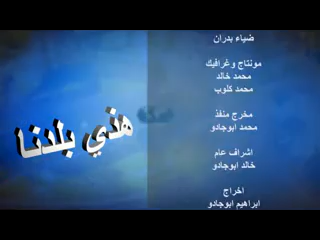 ضياء بدران
مونتاج وغرافيك
محمد خالد
محمد كلوب
مخرج منفذ
محمد ابوجادو
اشراف عام
خالد ابوجادو
اخراج
ابراهيم ابوجادو
هذي بلدنا